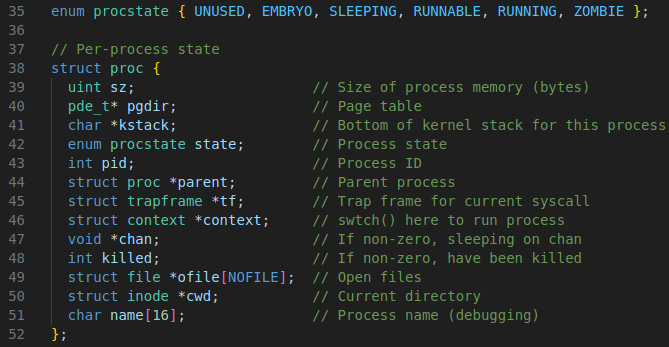 35 enum procstate { UNUSED, EMBRYO, SLEEPING, RUNNABLE, RUNNING, ZOMBIE };
36
37 // Per-process state
38 struct proc {
39   uint sz;                     // Size of process memory (bytes)
40   pde_t* pgdir;                // Page table
41   char *kstack;                // Bottom of kernel stack for this process
42   enum procstate state;        // Process state
43   int pid;                     // Process ID
44   struct proc *parent;         // Parent process
45   struct trapframe *tf;        // Trap frame for current syscall
46   struct context *context;     // swtch() here to run process
47   void *chan;                  // If non-zero, sleeping on chan
48   int killed;                  // If non-zero, have been killed
49   struct file *ofile[NOFILE];  // Open files
50   struct inode *cwd;           // Current directory
51   char name[16];               // Process name (debugging)
52 };